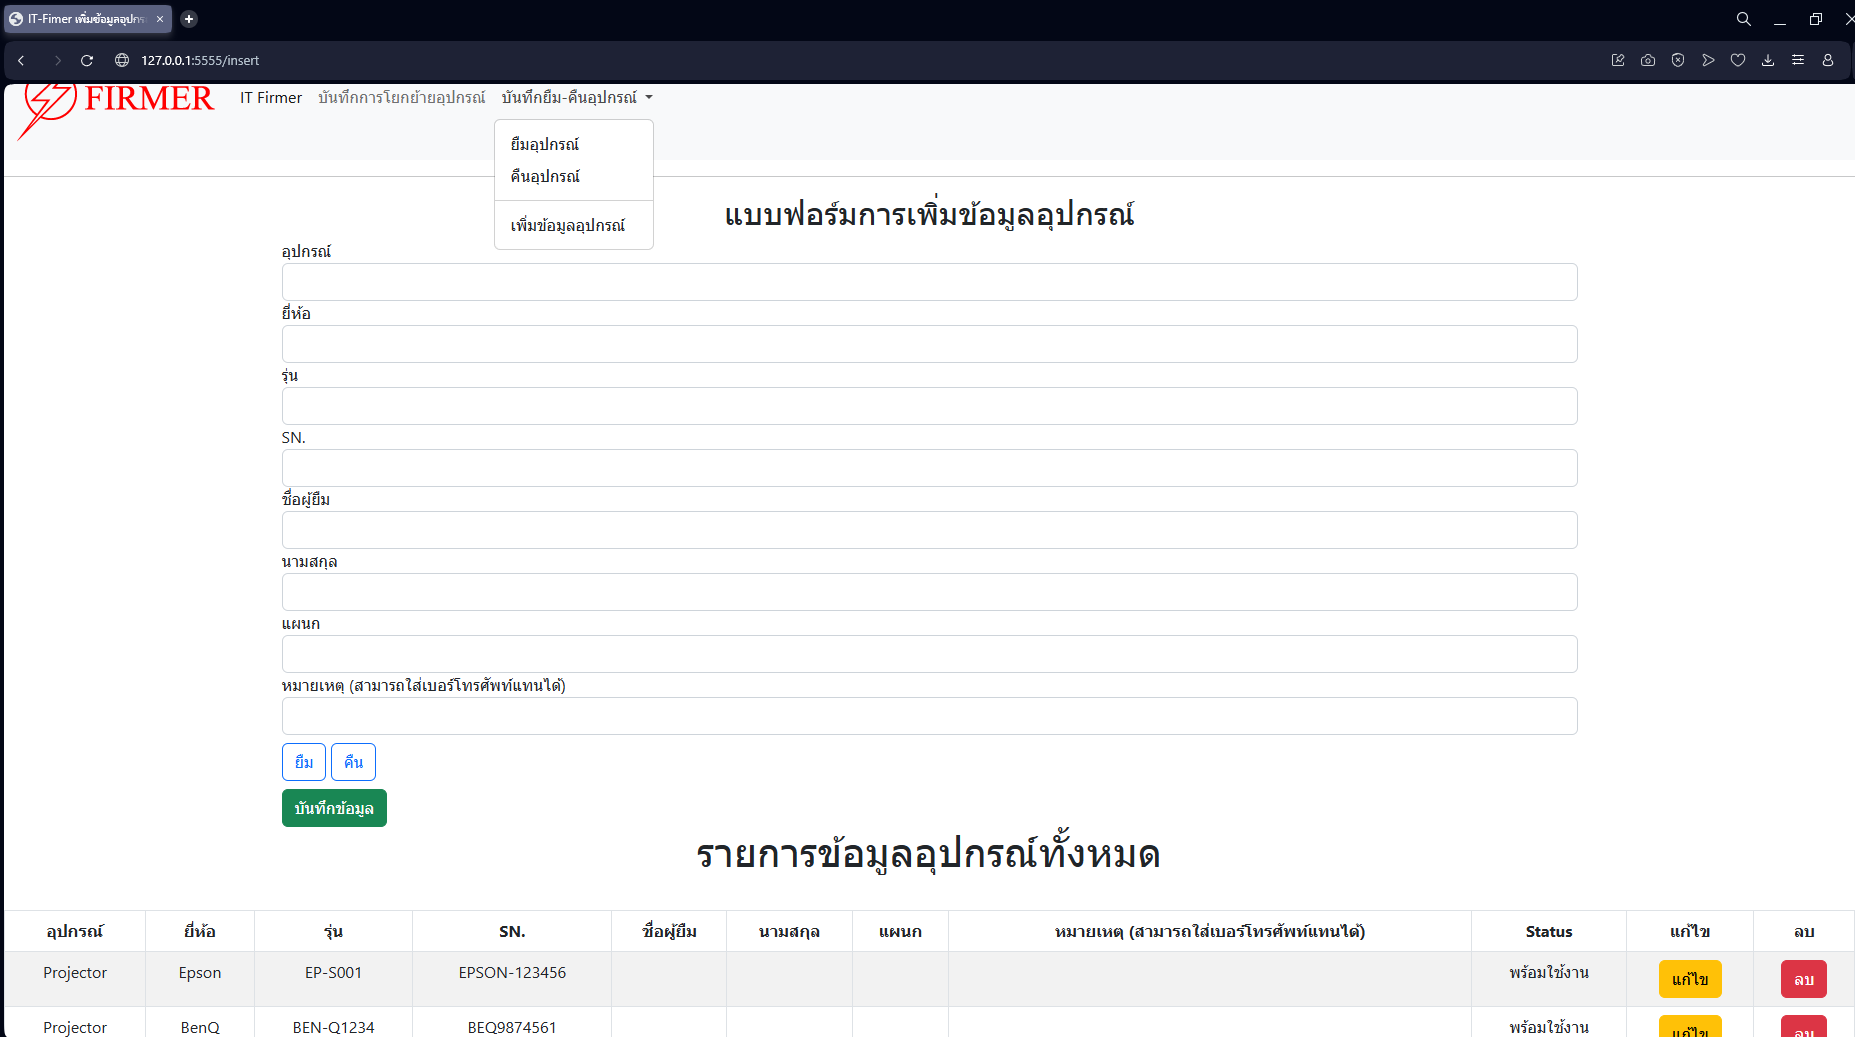 IT-Fimer เพิ่มข้อมูลอุปกร
127.0.0.1:5555/insert
FIRMER
IT Firmer บันทึกการโยกย้ายอุปกรณ์ บันทึกยืม-คืนอุปกรณ์
ยืมอุปกรณ์
คืนอุปกรณ์
เพิ่มข้อมูลอุปกรณ์
แบบฟอร์มการเพิ่มข้อมูลอุปกรณ์
อุปกรณ์
ยี่ห้อ
รุ่น
SN.
ชื่อผู้ยืม
นามสกุล
แผนก
หมายเหตุ (สามารถใส่เบอร์โทรศัพท์แทนได้)
ยืม คืน
บันทึกข้อมูล
รายการข้อมูลอุปกรณ์ทั้งหมด
อุปกรณ์ ยี่ห้อ รุ่น SN. ชื่อผู้ยืม นามสกุล แผนก หมายเหตุ (สามารถใส่เบอร์โทรศัพท์แทนได้) Status แก้ไข ลบ
Projector Epson EP-S001 EPSON-123456 พร้อมใช้งาน แก้ไข ลบ
Projector BenQ BEN-Q1234 BEQ9874561 พร้อมใช้งาน แก้ไข ลบ